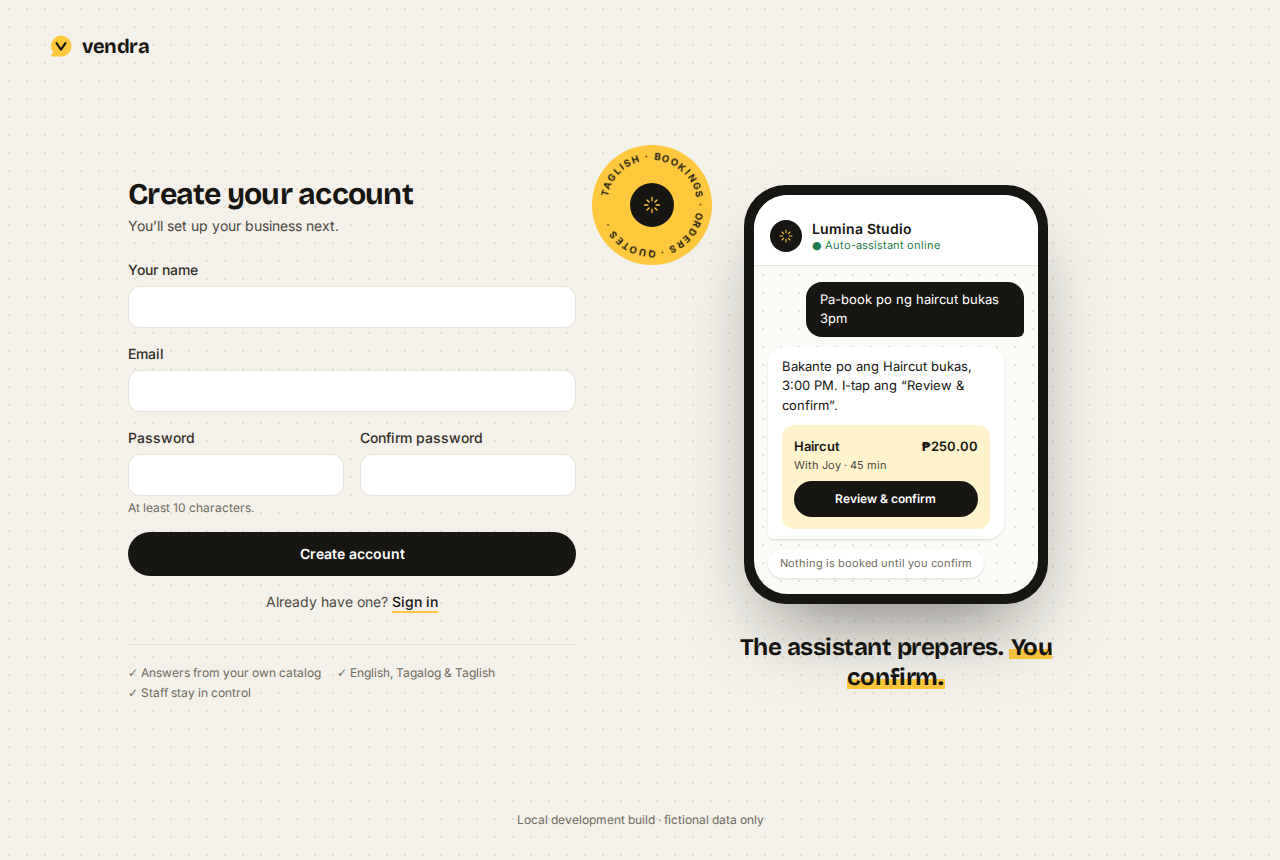 vendra
Create your account
You’ll set up your business next.
Your name
Email
Password
Confirm password
At least 10 characters.
Create account
Already have one? Sign in
✓ Answers from your own catalog
✓ English, Tagalog & Taglish
✓ Staff stay in control
TAGLISH · BOOKINGS · ORDERS · QUOTES ·
Lumina Studio
Auto-assistant online
Pa-book po ng haircut bukas
3pm
Bakante po ang Haircut bukas,
3:00 PM. I-tap ang “Review &
confirm”.
Haircut
₱250.00
With Joy · 45 min
Review & confirm
Nothing is booked until you confirm
The assistant prepares. You
confirm.
Local development build · fictional data only